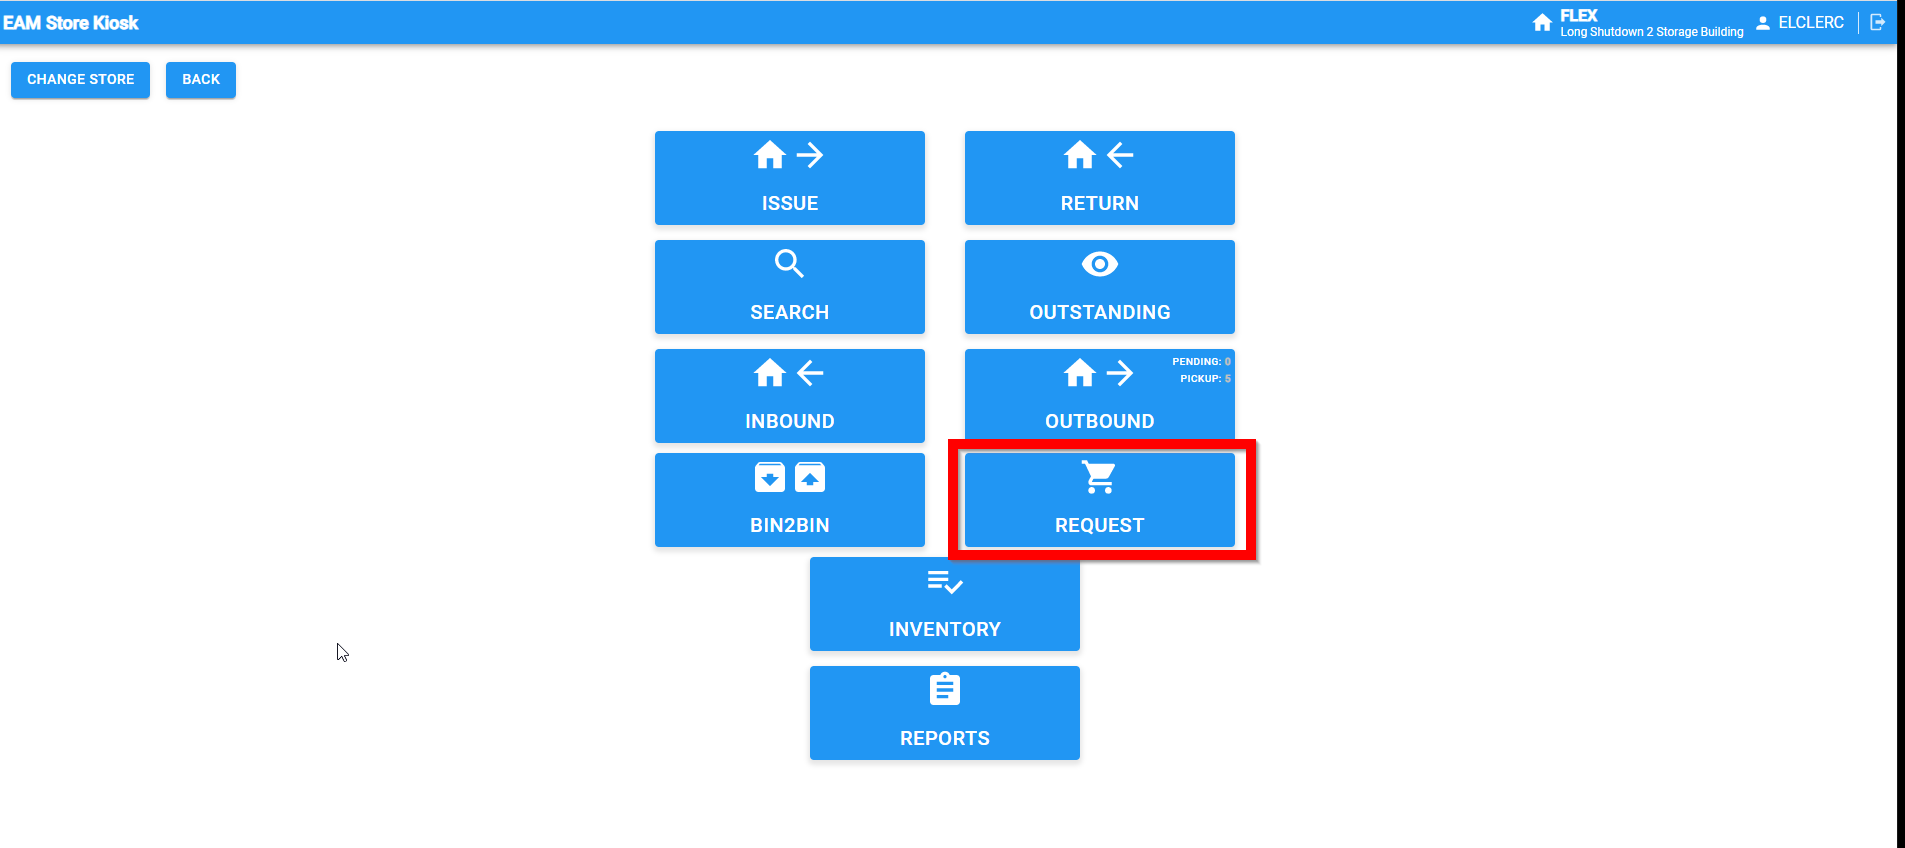 EAM Store Kiosk
FLEX
Long Shutdown 2 Storage Building
ELCLERC
CHANGE STORE
BACK
ISSUE
RETURN
SEARCH
OUTSTANDING
INBOUND
PENDING: 0
PICKUP: 5
OUTBOUND
BIN2BIN
REQUEST
INVENTORY
REPORTS